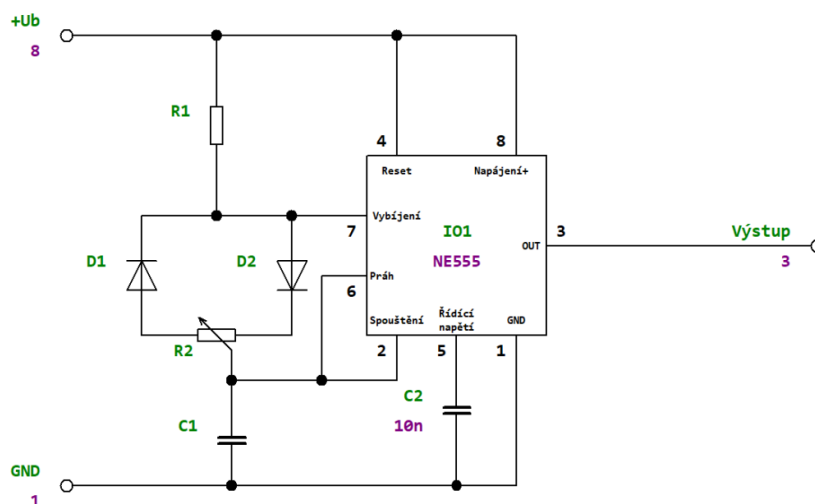 +Ub
8
R1
4
8
Reset
Napájení+
Vybíjení
7
IO1
NE555
3
OUT
Výstup
3
D1
D2
Práh
6
Spouštění
Řídící
napětí
GND
R2
2
5
1
C1
C2
10n
GND
1